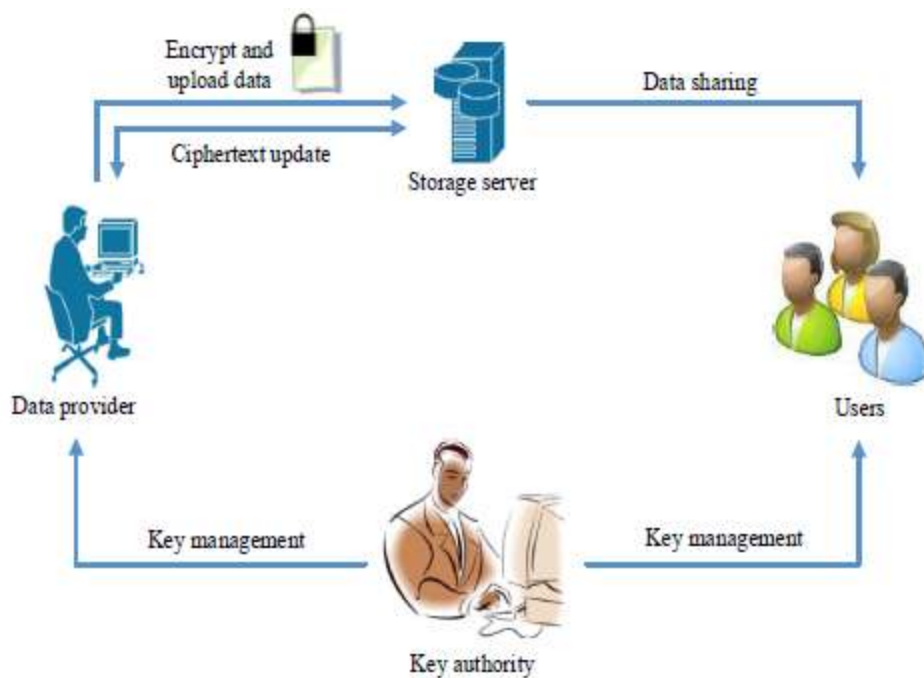 Encrypt and
upload data
Data sharing
Ciphertext update
Storage server
Data provider
Users
Key management
Key management
Key authority